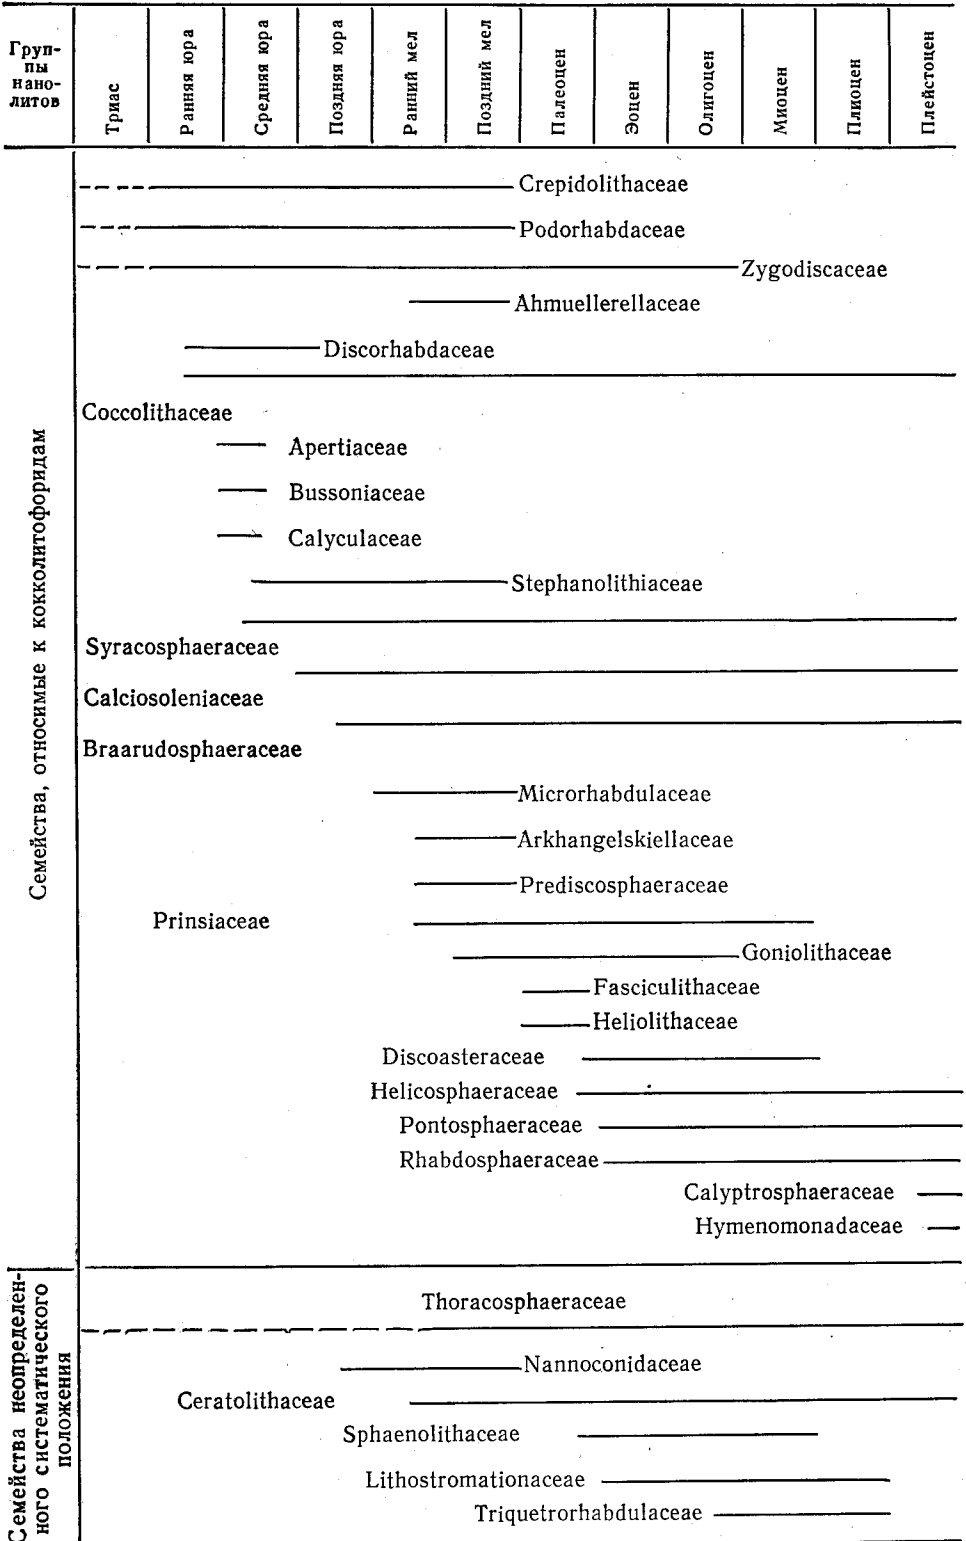 Груп-
пы
нано-
литов
Триас
Ранняя юра
Средняя юра
Поздняя юра
Ранний мел
Поздний мел
Палеоцен
Эоцен
Олигоцен
Миоцен
Плиоцен
Плейстоцен
Семейства, относимые к кокколитофоридам
Crepidolithaceae
Podorhabdaceae
Zygodiscaceae
Ahmuellerellaceae
Discorhabdaceae
Coccolithaceae
Apertiaceae
Bussoniaceae
Calyculaceae
Stephanolithiaceae
Syracosphaeraceae
Calciosoleniaceae
Braarudosphaeraceae
Microrhabdulaceae
Arkhangelskiellaceae
Prediscosphaeraceae
Prinsiaceae
Goniolithaceae
Fasciculithaceae
Heliolithaceae
Discoasteraceae
Helicosphaeraceae
Pontosphaeraceae
Rhabdosphaeraceae
Calyptrosphaeraceae
Hymenomonadaceae
Семейства неопределен-
ного систематического
положения
Thoracosphaeraceae
Nannoconidaceae
Ceratolithaceae
Sphaenolithaceae
Lithostromationaceae
Triquetrorhabdulaceae